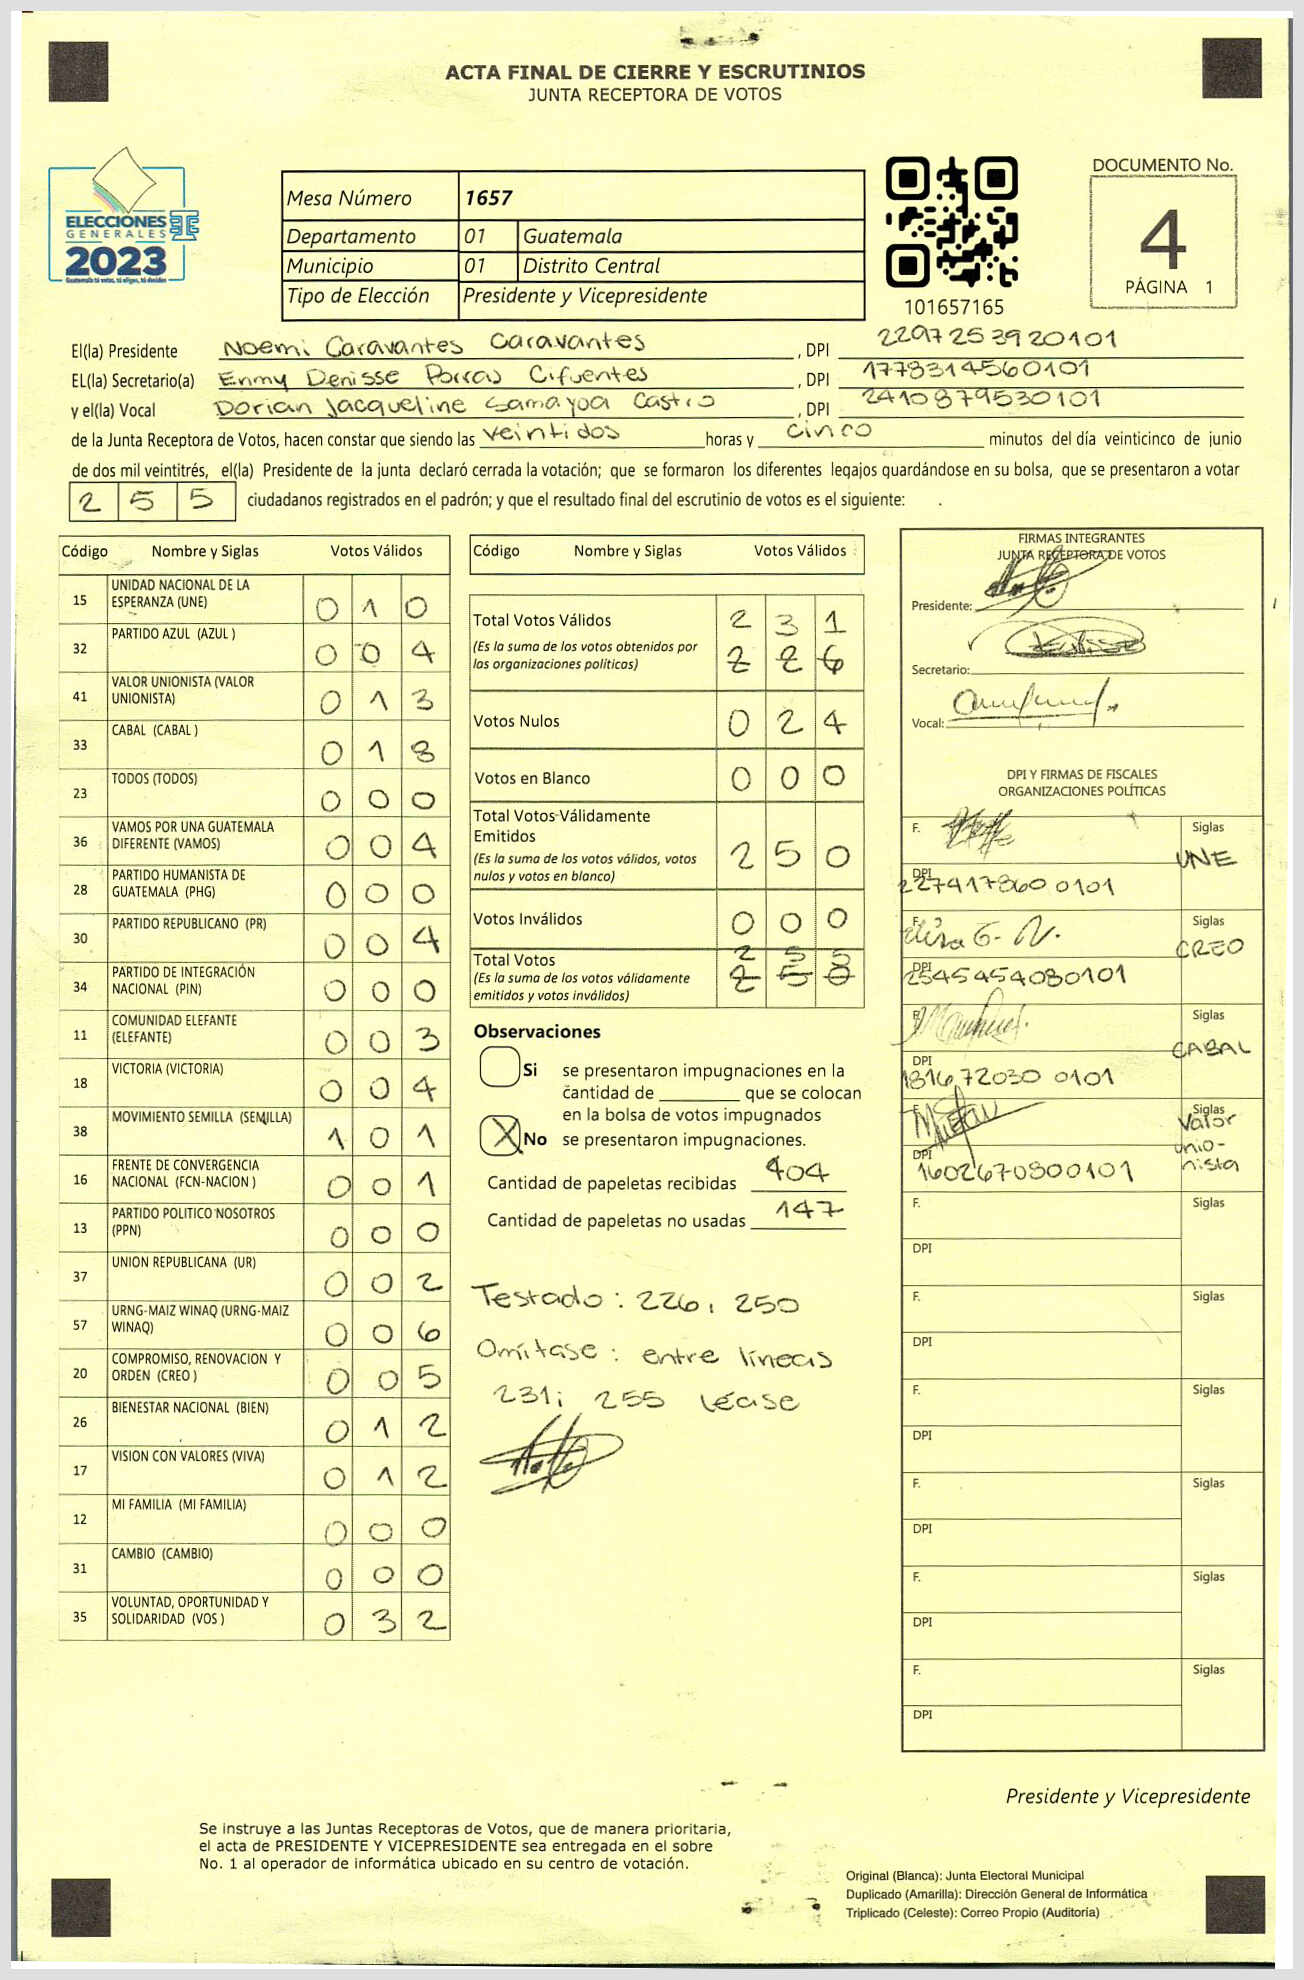 ACTA FINAL DE CIERRE Y ESCRUTINIOS
JUNTA RECEPTORA DE VOTOS
ELECCIONES
GENERALES
2023
Guatemala tú votas, tú eliges, tú decides
Mesa Número 1657
Departamento 01 Guatemala
Municipio 01 Distrito Central
Tipo de Elección Presidente y Vicepresidente
101657165
DOCUMENTO No.
4
PÁGINA 1
El(la) Presidente Noemi Caravantes Caravantes , DPI 2297253920101
EL(la) Secretario(a) Enmy Denisse Porras Cifuentes , DPI 1778314560101
y el(la) Vocal Dorian Jacqueline Samayoa Castro , DPI 2410879530101
de la Junta Receptora de Votos, hacen constar que siendo las veintidos horas y cinco minutos del día veinticinco de junio
de dos mil veintitrés, el(la) Presidente de la junta declaró cerrada la votación; que se formaron los diferentes legajos guardándose en su bolsa, que se presentaron a votar
2 5 5 ciudadanos registrados en el padrón; y que el resultado final del escrutinio de votos es el siguiente: .
Código Nombre y Siglas Votos Válidos
15 UNIDAD NACIONAL DE LA ESPERANZA (UNE) 0 1 0
32 PARTIDO AZUL (AZUL ) 0 0 4
41 VALOR UNIONISTA (VALOR UNIONISTA) 0 1 3
33 CABAL (CABAL ) 0 1 8
23 TODOS (TODOS) 0 0 0
36 VAMOS POR UNA GUATEMALA DIFERENTE (VAMOS) 0 0 4
28 PARTIDO HUMANISTA DE GUATEMALA (PHG) 0 0 0
30 PARTIDO REPUBLICANO (PR) 0 0 4
34 PARTIDO DE INTEGRACIÓN NACIONAL (PIN) 0 0 0
11 COMUNIDAD ELEFANTE (ELEFANTE) 0 0 3
18 VICTORIA (VICTORIA) 0 0 4
38 MOVIMIENTO SEMILLA (SEMILLA) 1 0 1
16 FRENTE DE CONVERGENCIA NACIONAL (FCN-NACION ) 0 0 1
13 PARTIDO POLITICO NOSOTROS (PPN) 0 0 0
37 UNION REPUBLICANA (UR) 0 0 2
57 URNG-MAIZ WINAQ (URNG-MAIZ WINAQ) 0 0 6
20 COMPROMISO, RENOVACION Y ORDEN (CREO ) 0 0 5
26 BIENESTAR NACIONAL (BIEN) 0 1 2
17 VISION CON VALORES (VIVA) 0 1 2
12 MI FAMILIA (MI FAMILIA) 0 0 0
31 CAMBIO (CAMBIO) 0 0 0
35 VOLUNTAD, OPORTUNIDAD Y SOLIDARIDAD (VOS ) 0 3 2
Código Nombre y Siglas Votos Válidos
Total Votos Válidos 2 3 1
(Es la suma de los votos obtenidos por los organizaciones políticos) 2 2 6
Votos Nulos 0 2 4
Votos en Blanco 0 0 0
Total Votos Válidamente Emitidos
(Es la suma de los votos válidos, votos nulos y votos en blanco) 2 5 0
Votos Inválidos 0 0 0
Total Votos 2 5 5
(Es la suma de los votos válidamente emitidos y votos inválidos) 2 5 0
Observaciones
Si se presentaron impugnaciones en la
cantidad de ________ que se colocan
en la bolsa de votos impugnados
X No se presentaron impugnaciones.
Cantidad de papeletas recibidas 404
Cantidad de papeletas no usadas 147
Testado: 226, 250
Omítase: entre líneas
231; 255 Léase
FIRMAS INTEGRANTES
JUNTA RECEPTORA DE VOTOS
Presidente:
Secretario:
Vocal:
DPI Y FIRMAS DE FISCALES
ORGANIZACIONES POLÍTICAS
F. Siglas UNE
DPI 227417860 0101
F. Siglas CREO
DPI 2545454080101
F. Siglas CABAL
DPI 181672030 0101
F. Siglas Valor unionista
DPI 1602670800101
F. Siglas
DPI
F. Siglas
DPI
F. Siglas
DPI
F. Siglas
DPI
F. Siglas
DPI
F. Siglas
DPI
Presidente y Vicepresidente
Se instruye a las Juntas Receptoras de Votos, que de manera prioritaria,
el acta de PRESIDENTE Y VICEPRESIDENTE sea entregada en el sobre
No. 1 al operador de informática ubicado en su centro de votación.
Original (Blanca): Junta Electoral Municipal
Duplicado (Amarilla): Dirección General de Informática
Triplicado (Celeste): Correo Propio (Auditoría)